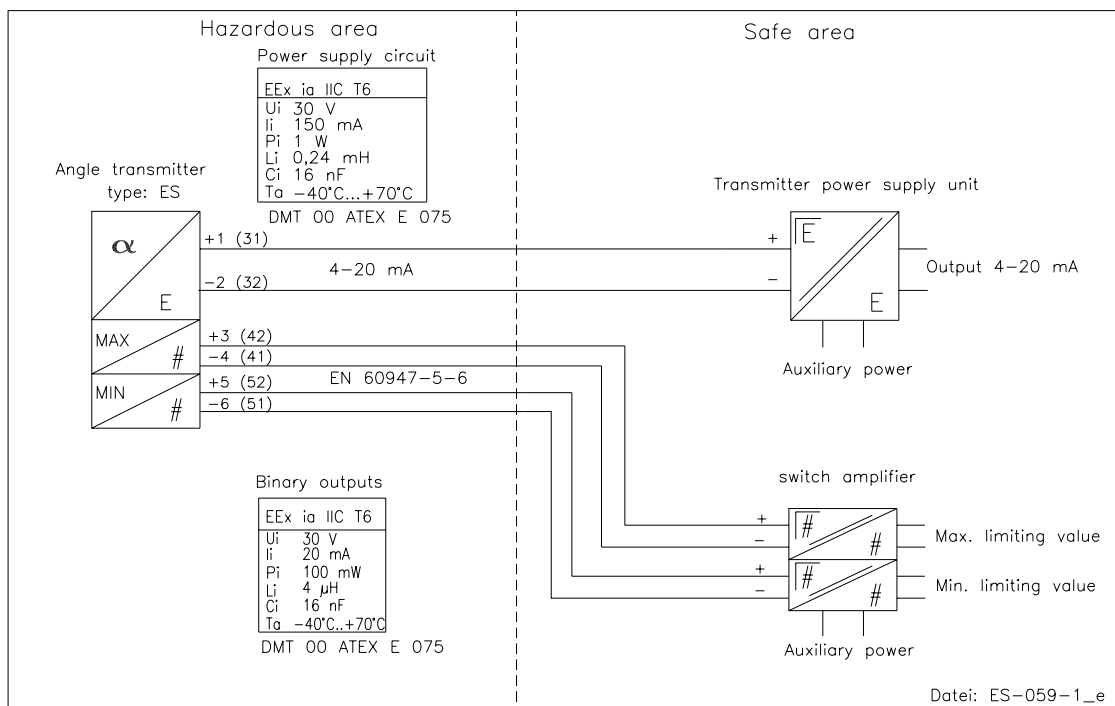 Hazardous area
Safe area
Power supply circuit
EEx ia IIC T6
Ui 30 V
Ii 150 mA
Pi 1 W
Li 0,24 mH
Ci 16 nF
Ta -40°C...+70°C
DMT 00 ATEX E 075
Angle transmitter
type: ES
α
E
+1 (31)
4-20 mA
-2 (32)
Transmitter power supply unit
+
-
E
E
Output 4-20 mA
Auxiliary power
MAX
#
+3 (42)
-4 (41)
MIN
#
+5 (52)
-6 (51)
EN 60947-5-6
Binary outputs
EEx ia IIC T6
Ui 30 V
Ii 20 mA
Pi 100 mW
Li 4 µH
Ci 16 nF
Ta -40°C..+70°C
DMT 00 ATEX E 075
switch amplifier
+
-
#
#
Max. limiting value
+
-
#
#
Min. limiting value
Auxiliary power
Datei: ES-059-1_e